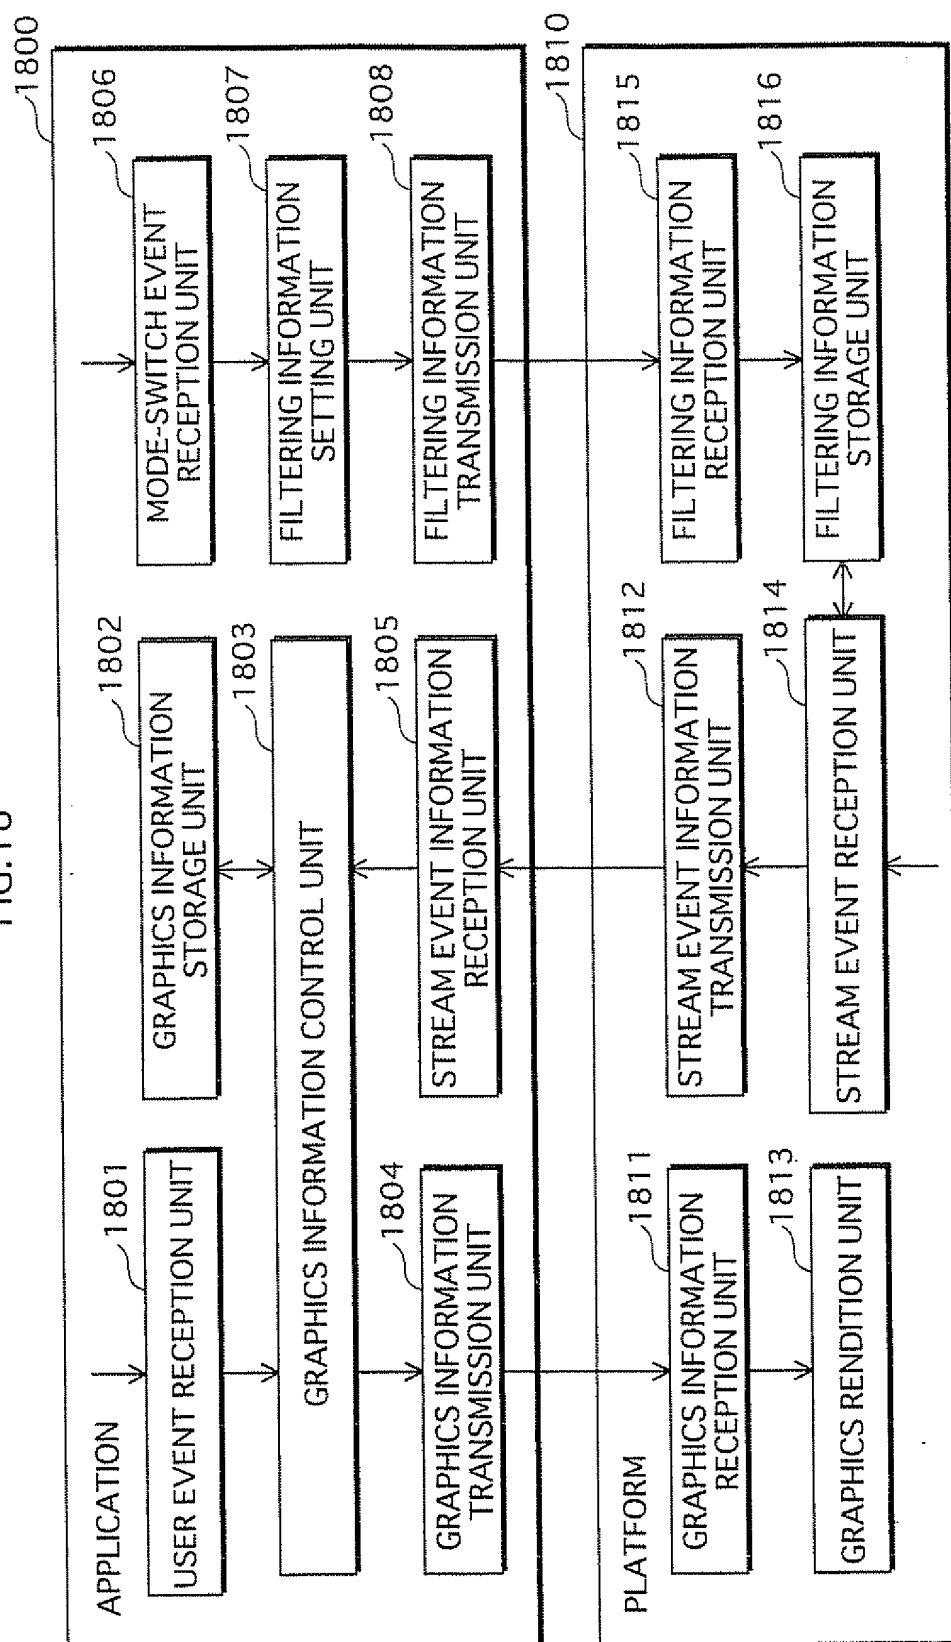 1800
APPLICATION
1801
USER EVENT RECEPTION UNIT
1802
GRAPHICS INFORMATION
STORAGE UNIT
1806
MODE-SWITCH EVENT
RECEPTION UNIT
1803
GRAPHICS INFORMATION CONTROL UNIT
1807
FILTERING INFORMATION
SETTING UNIT
1804
GRAPHICS INFORMATION
TRANSMISSION UNIT
1805
STREAM EVENT INFORMATION
RECEPTION UNIT
1808
FILTERING INFORMATION
TRANSMISSION UNIT
1810
PLATFORM
1811
GRAPHICS INFORMATION
RECEPTION UNIT
1812
STREAM EVENT INFORMATION
TRANSMISSION UNIT
1815
FILTERING INFORMATION
RECEPTION UNIT
1813
GRAPHICS RENDITION UNIT
1814
STREAM EVENT RECEPTION UNIT
1816
FILTERING INFORMATION
STORAGE UNIT